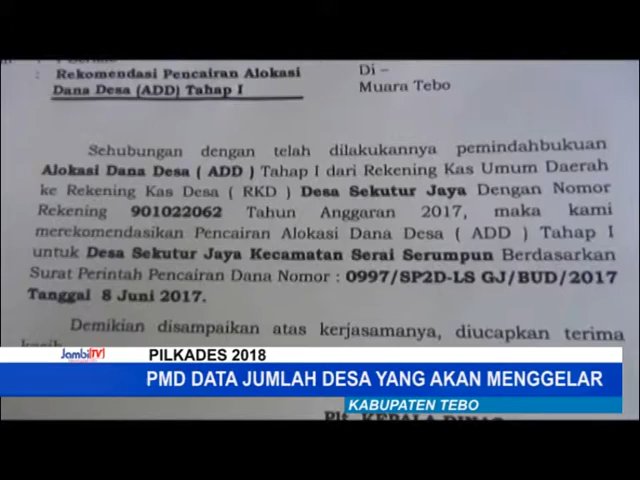 : Rekomendasi Pencairan Alokasi
Dana Desa (ADD) Tahap I
Di –
Muara Tebo
Sehubungan dengan telah dilakukannya pemindahbukuan
Alokasi Dana Desa ( ADD ) Tahap I dari Rekening Kas Umum Daerah
ke Rekening Kas Desa ( RKD ) Desa Sekutur Jaya Dengan Nomor
Rekening 901022062 Tahun Anggaran 2017, maka kami
merekomendasikan Pencairan Alokasi Dana Desa ( ADD ) Tahap I
untuk Desa Sekutur Jaya Kecamatan Serai Serumpun Berdasarkan
Surat Perintah Pencairan Dana Nomor : 0997/SP2D-LS GJ/BUD/2017
Tanggal 8 Juni 2017.
Demikian disampaikan atas kerjasamanya, diucapkan terima
JambiTV PILKADES 2018
PMD DATA JUMLAH DESA YANG AKAN MENGGELAR
KABUPATEN TEBO
Plt. KEPALA DINAS